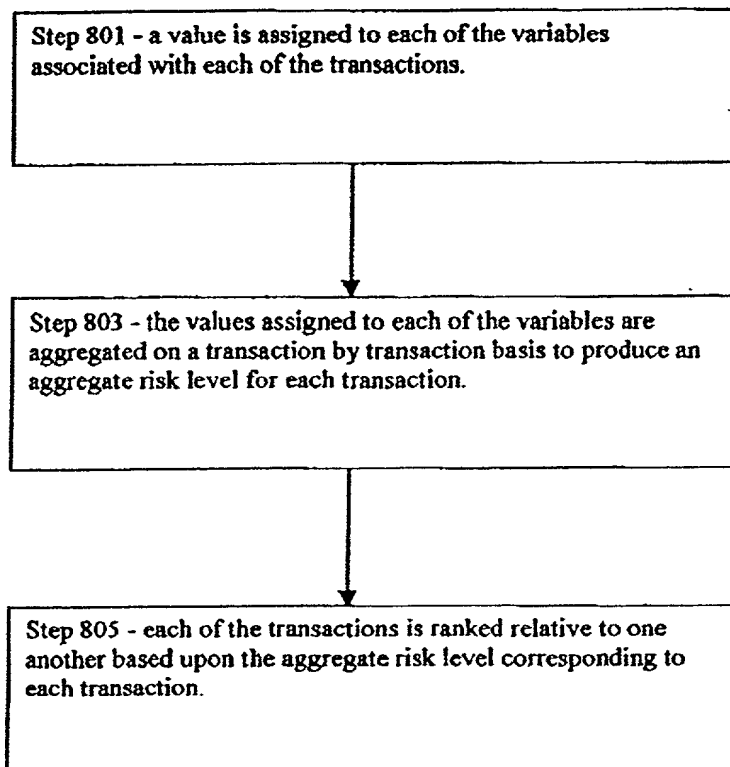 Step 801 - a value is assigned to each of the variables
associated with each of the transactions.
Step 803 - the values assigned to each of the variables are
aggregated on a transaction by transaction basis to produce an
aggregate risk level for each transaction.
Step 805 - each of the transactions is ranked relative to one
another based upon the aggregate risk level corresponding to
each transaction.